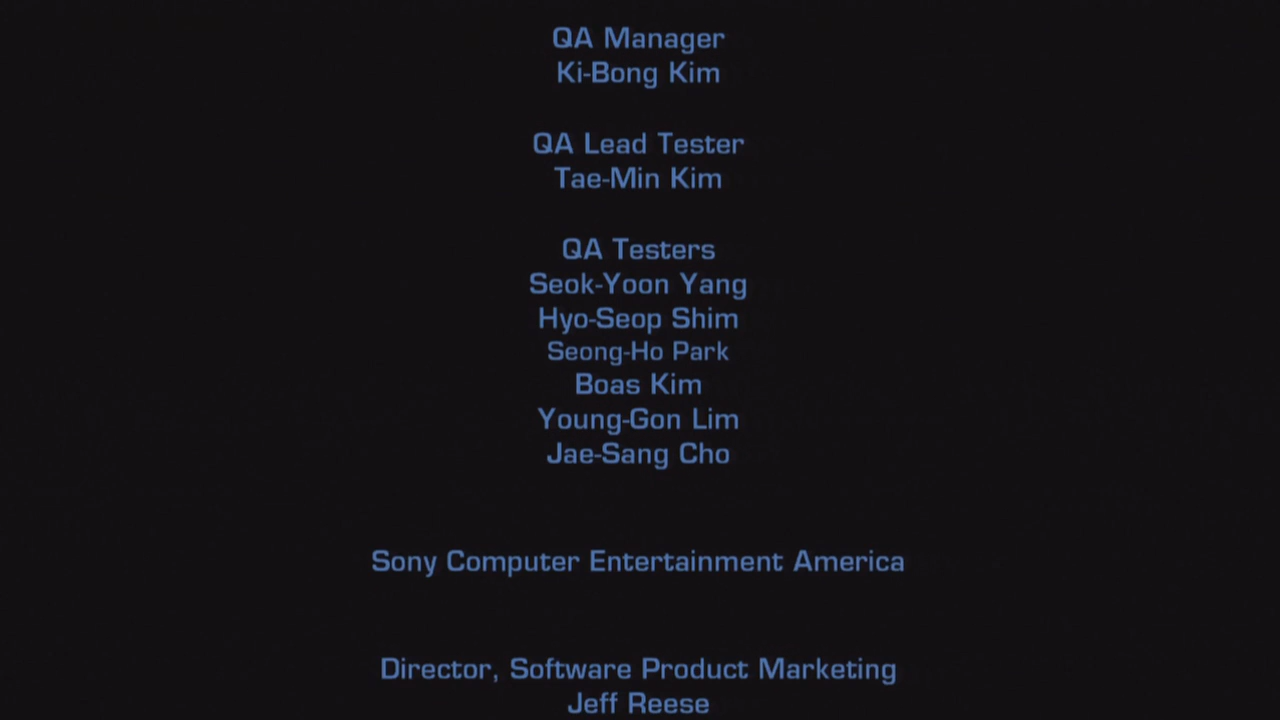 QA Manager
Ki-Bong Kim
QA Lead Tester
Tae-Min Kim
QA Testers
Seok-Yoon Yang
Hyo-Seop Shim
Seong-Ho Park
Boas Kim
Young-Gon Lim
Jae-Sang Cho
Sony Computer Entertainment America
Director, Software Product Marketing
Jeff Reese